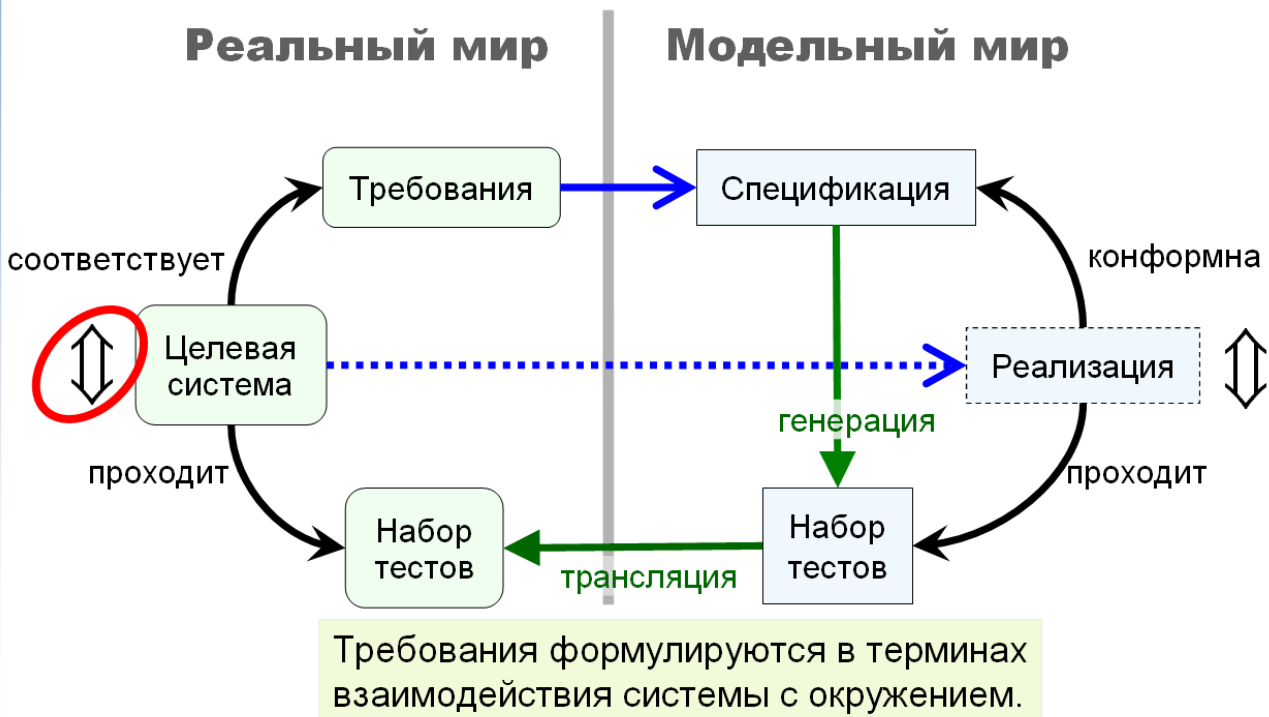 Реальный мир
Модельный мир
Требования
Спецификация
соответствует
конформна
Целевая
система
Реализация
генерация
проходит
проходит
Набор
тестов
трансляция
Набор
тестов
Требования формулируются в терминах
взаимодействия системы с окружением.